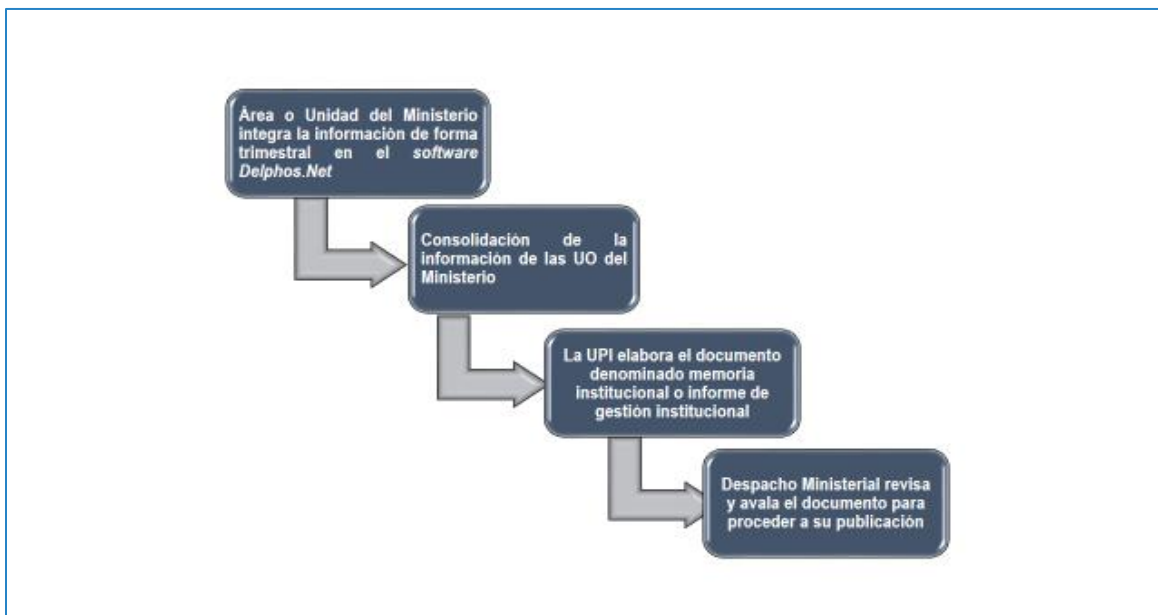 Área o Unidad del Ministerio
integra la información de forma
trimestral en el software
Delphos.Net
Consolidación de la
información de las UO del
Ministerio
La UPI elabora el documento
denominado memoria
institucional o informe de
gestión institucional
Despacho Ministerial revisa
y avala el documento para
proceder a su publicación